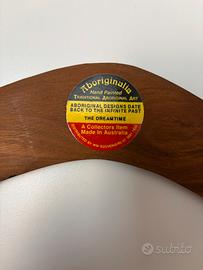 Aboriginalia
Hand Painted
Traditional Aboriginal Art
ABORIGINAL DESIGNS DATE
BACK TO THE INFINITE PAST
THE DREAMTIME
A Collectors Item
Made In Australia
subito